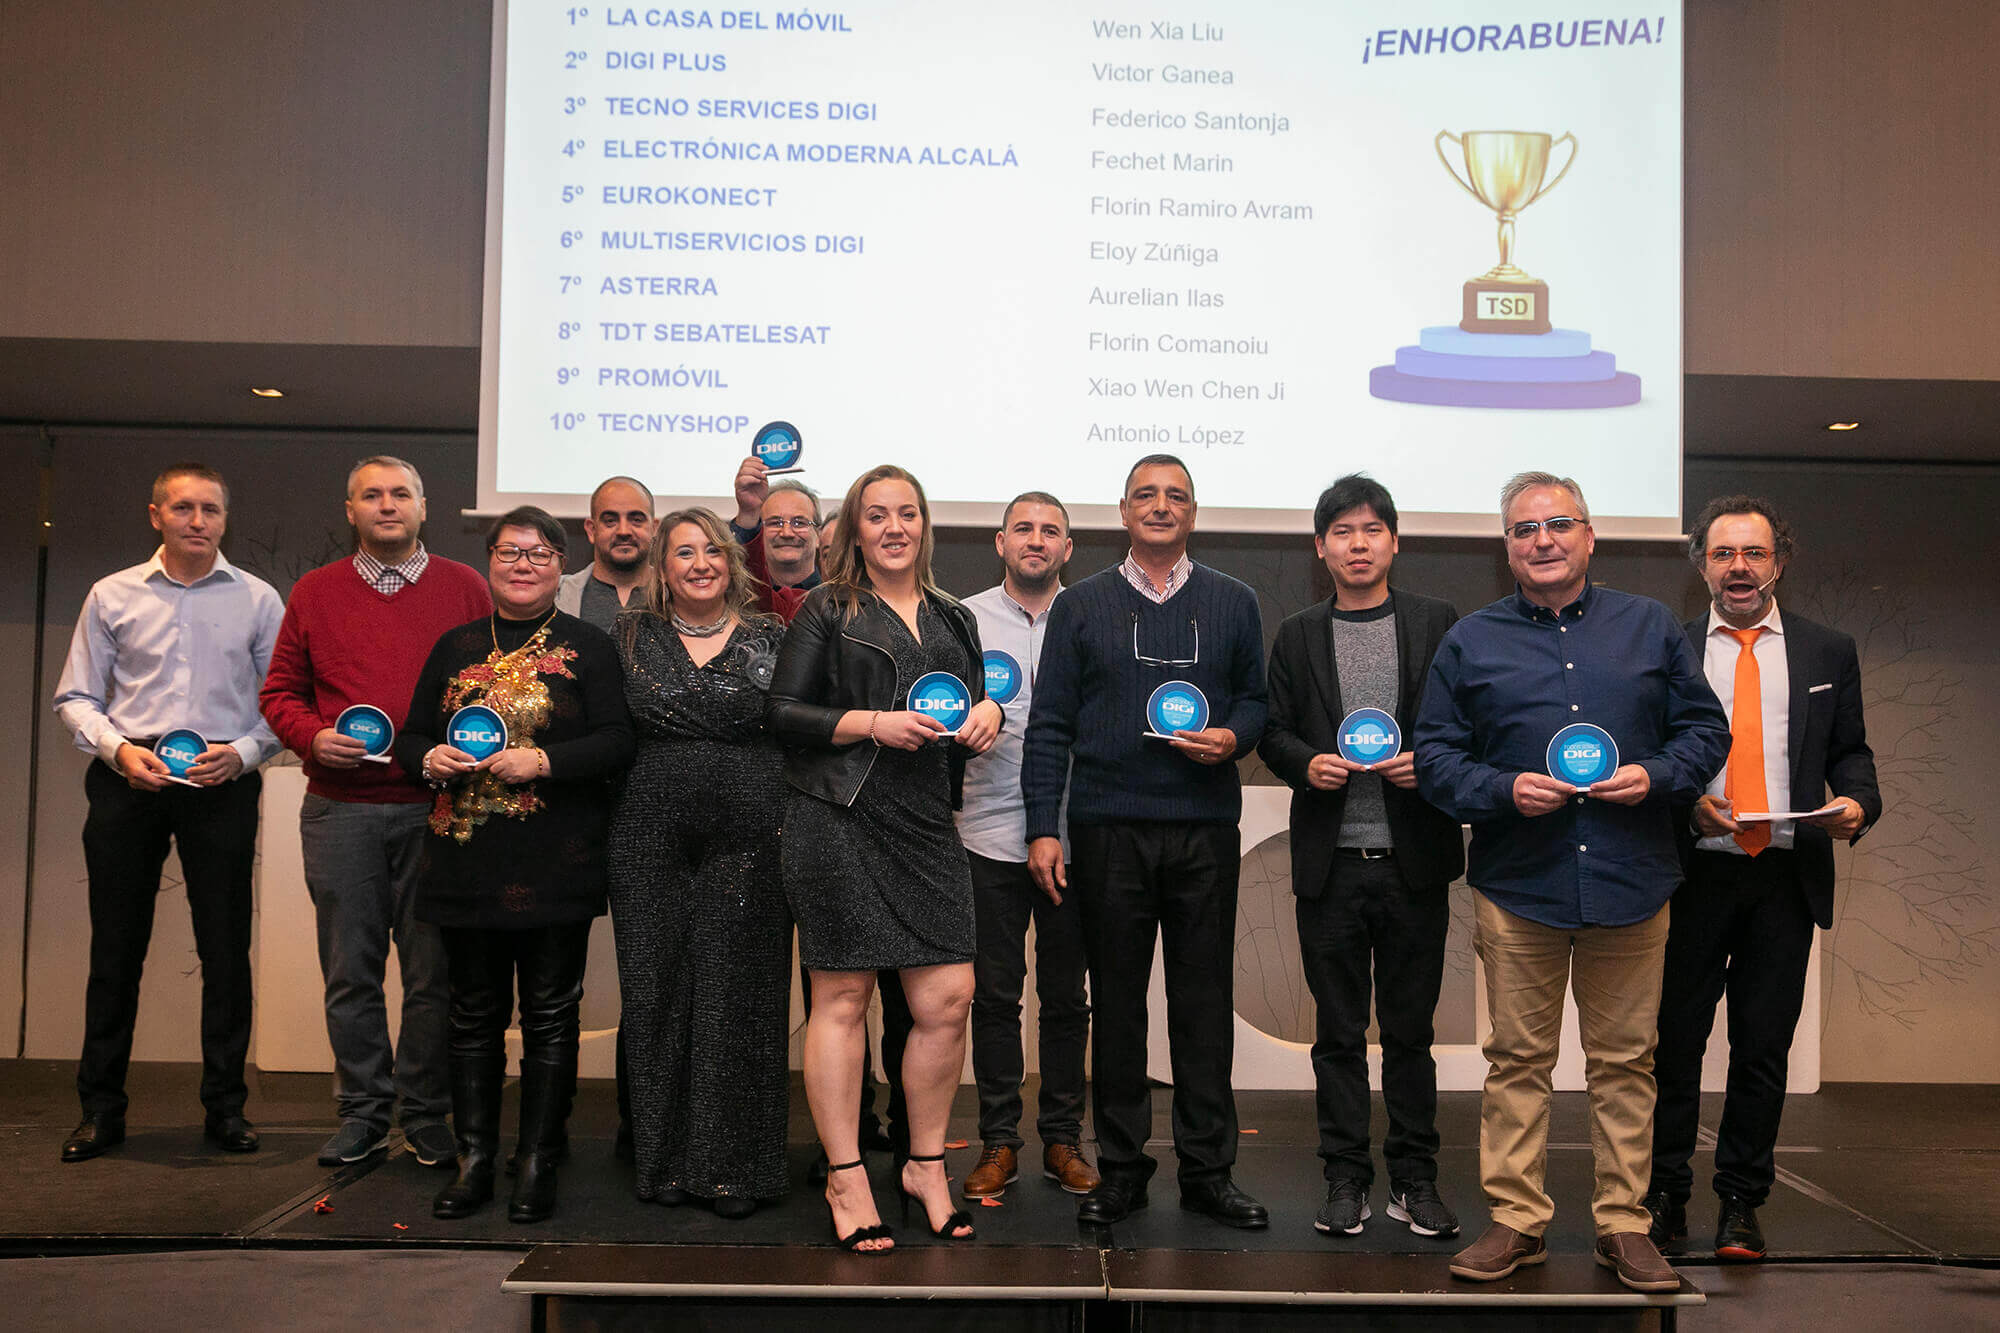 1º LA CASA DEL MÓVIL Wen Xia Liu
¡ENHORABUENA!
2º DIGI PLUS Victor Ganea
3º TECNO SERVICES DIGI Federico Santonja
4º ELECTRÓNICA MODERNA ALCALÁ Fechet Marin
5º EUROKONECT Florin Ramiro Avram
6º MULTISERVICIOS DIGI Eloy Zúñiga
7º ASTERRA Aurelian Ilas
TSD
8º TDT SEBATELESAT Florin Comanoiu
9º PROMÓVIL Xiao Wen Chen Ji
10º TECNYSHOP Antonio López
DIGI
DIGI
DIGI
DIGI
DIGI
DIGI
DIGI
DIGI
DIGI